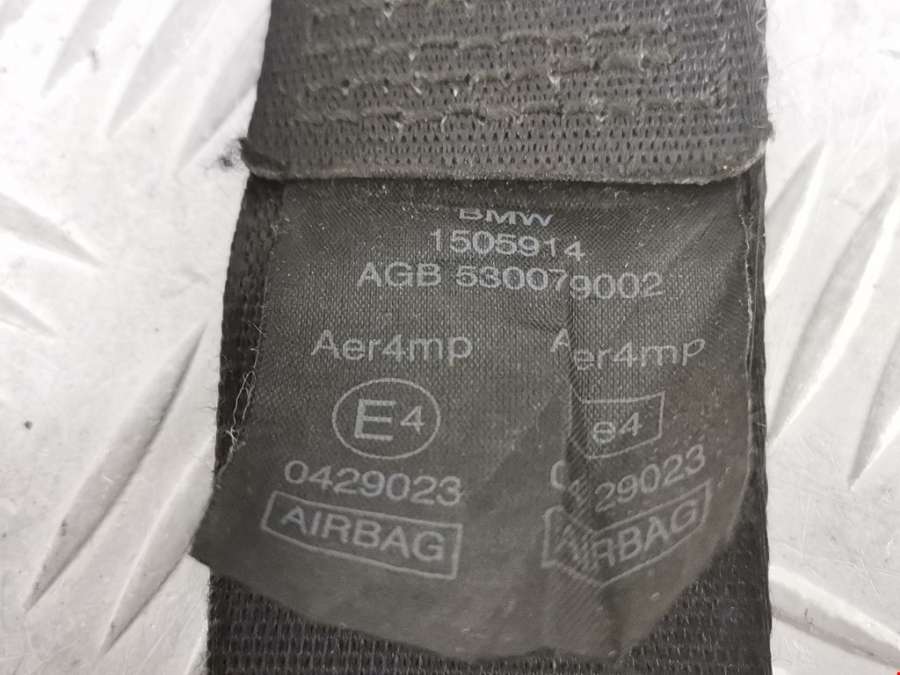 BMW
1505914
AGB 530079002
Aer4mp Aer4mp
E4 e4
0429023 0429023
AIRBAG AIRBAG